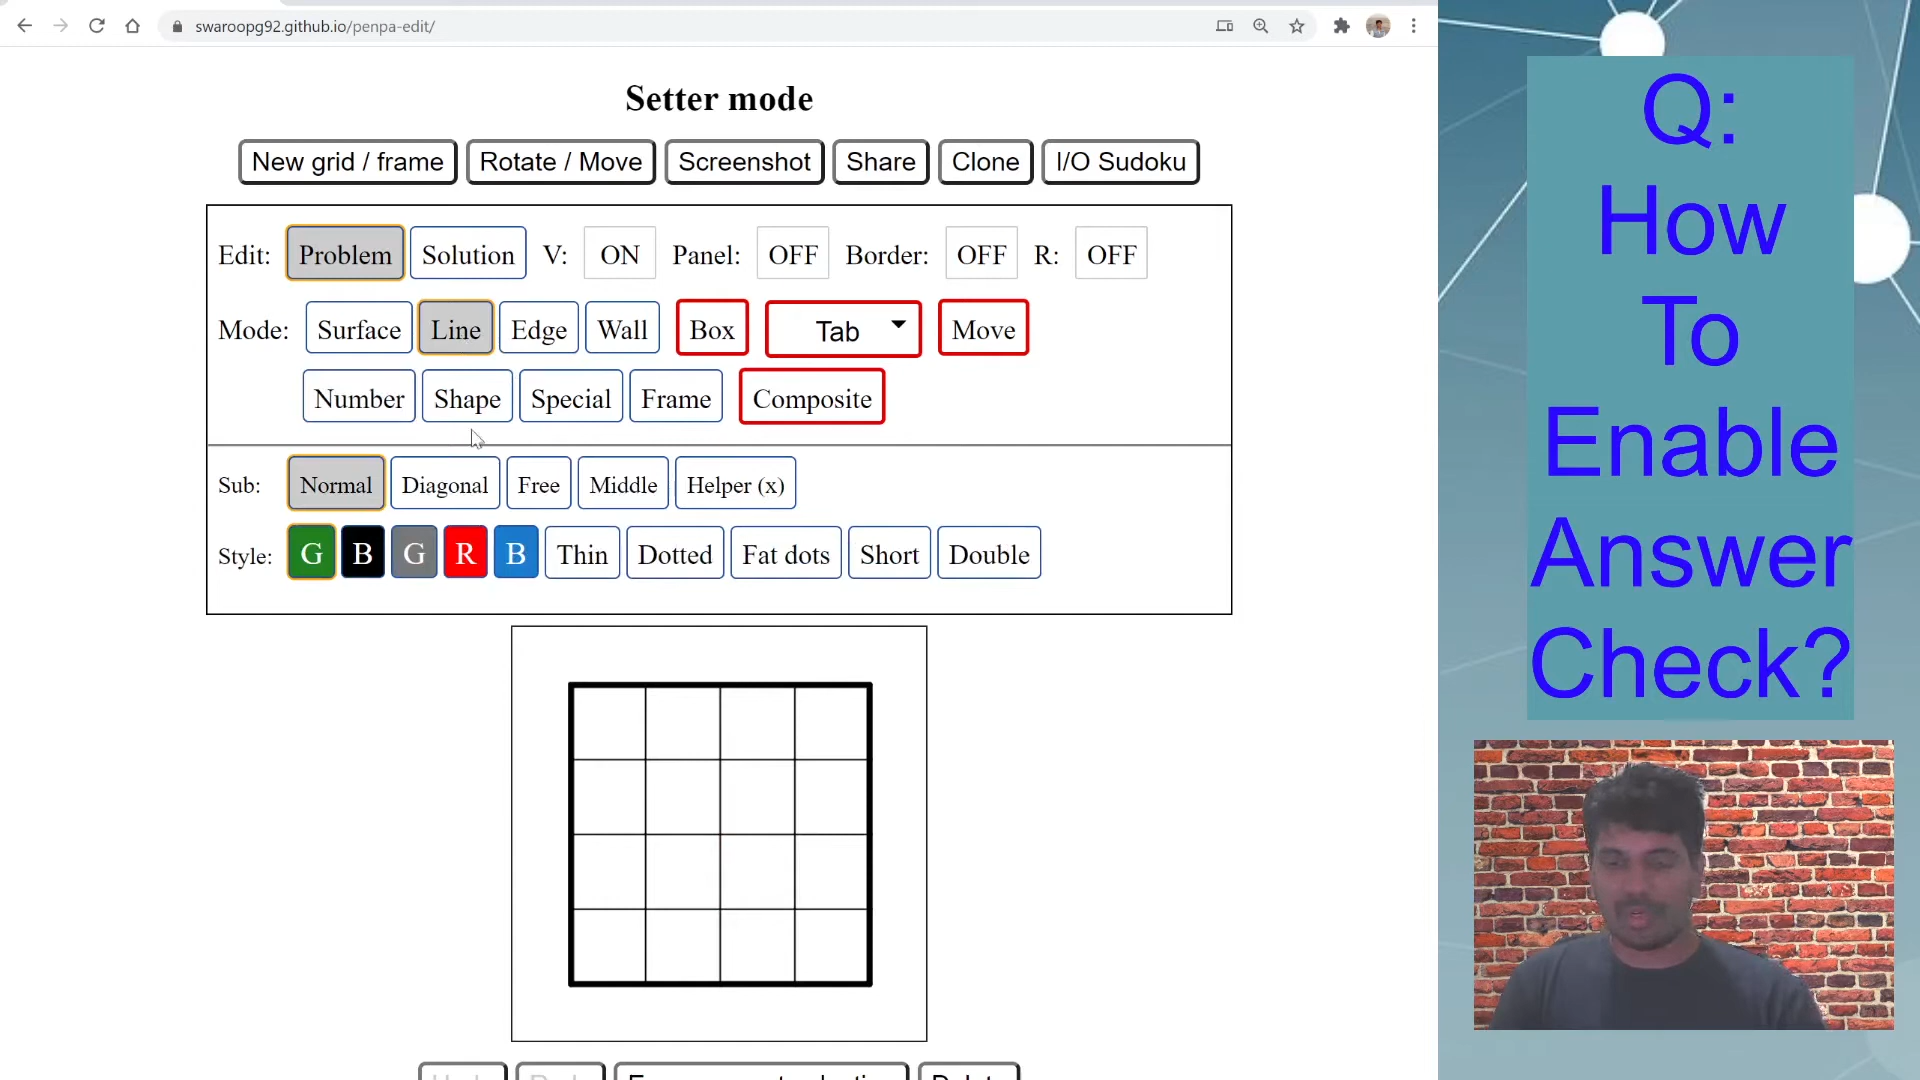 swaroopg92.github.io/penpa-edit/
Setter mode
New grid / frame Rotate / Move Screenshot Share Clone I/O Sudoku
Edit: Problem Solution V: ON Panel: OFF Border: OFF R: OFF
Mode: Surface Line Edge Wall Box Tab Move
Number Shape Special Frame Composite
Sub: Normal Diagonal Free Middle Helper (x)
Style: G B G R B Thin Dotted Fat dots Short Double
Q:
How
To
Enable
Answer
Check?